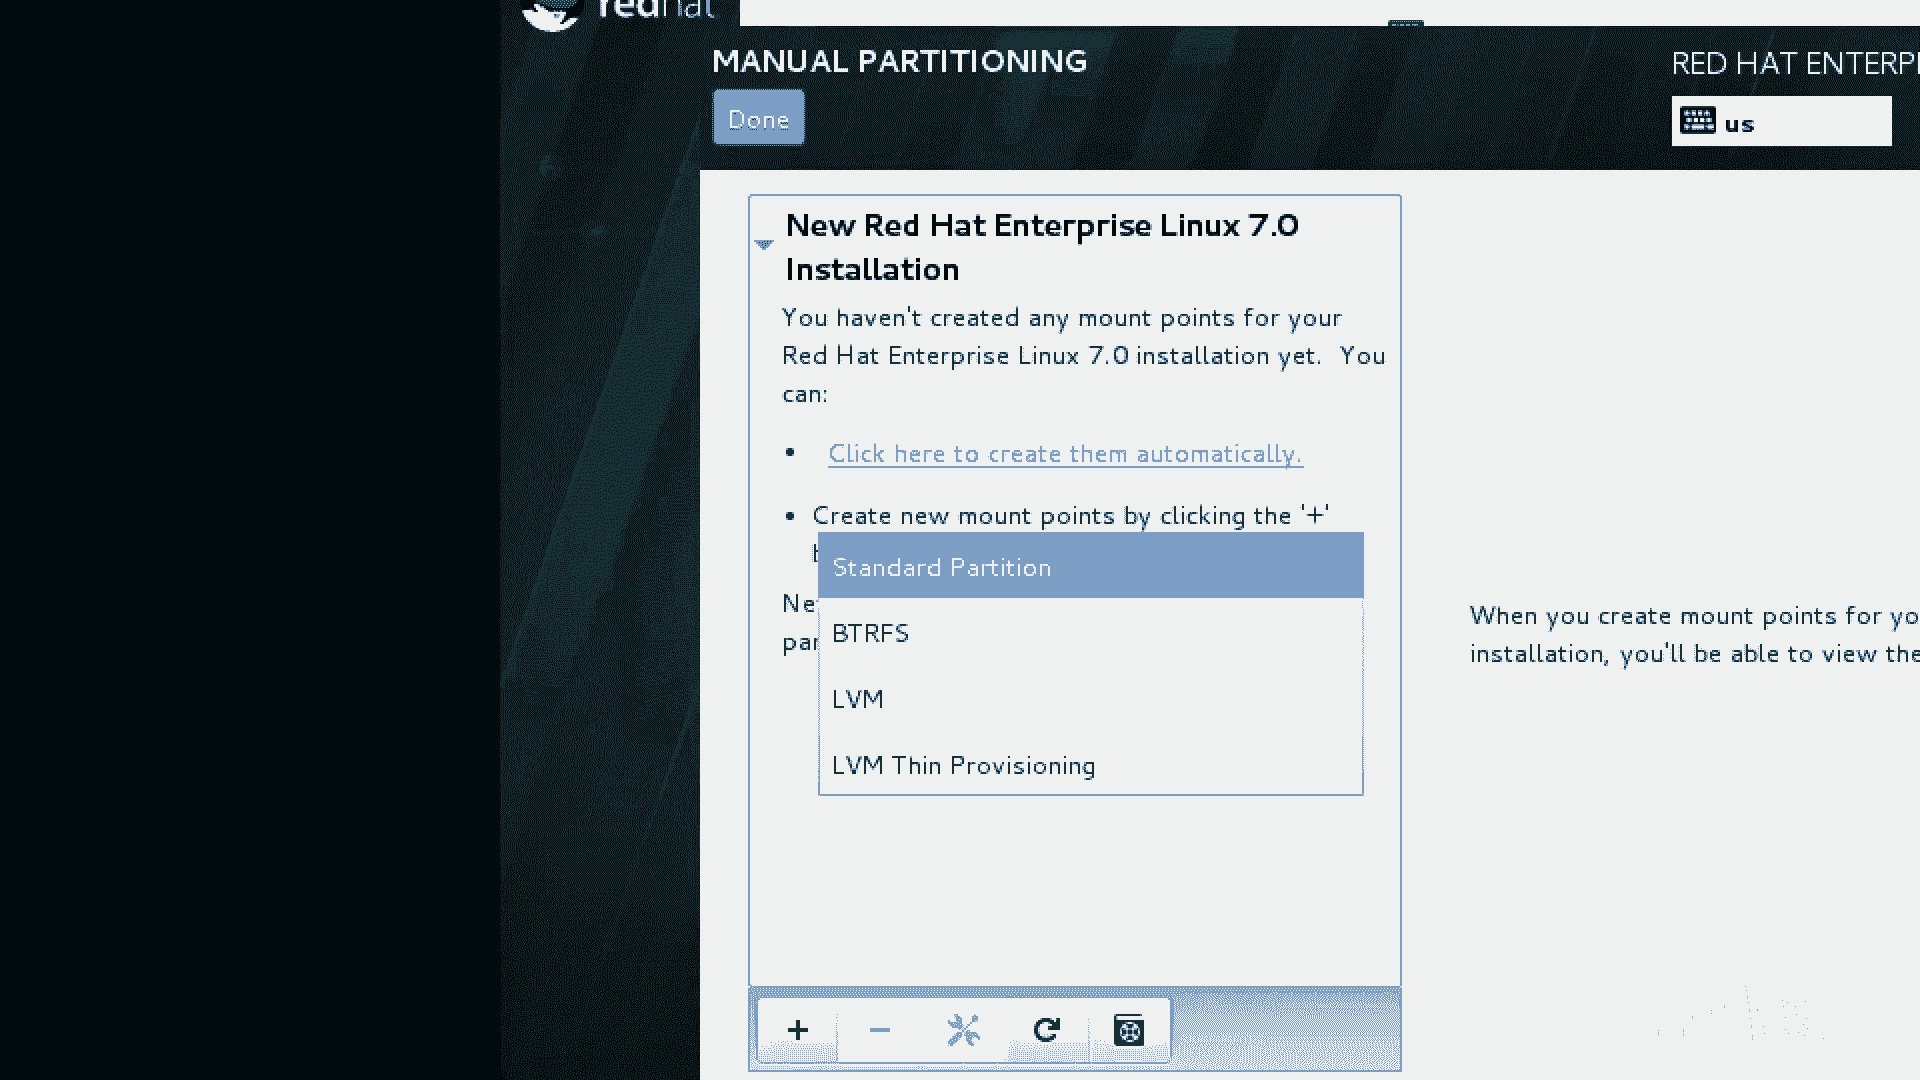 redhat
MANUAL PARTITIONING
RED HAT ENTERP
Done
us
New Red Hat Enterprise Linux 7.0
Installation
You haven't created any mount points for your
Red Hat Enterprise Linux 7.0 installation yet. You
can:
• Click here to create them automatically.
• Create new mount points by clicking the '+'
Standard Partition
BTRFS
LVM
LVM Thin Provisioning
When you create mount points for yo
installation, you'll be able to view the